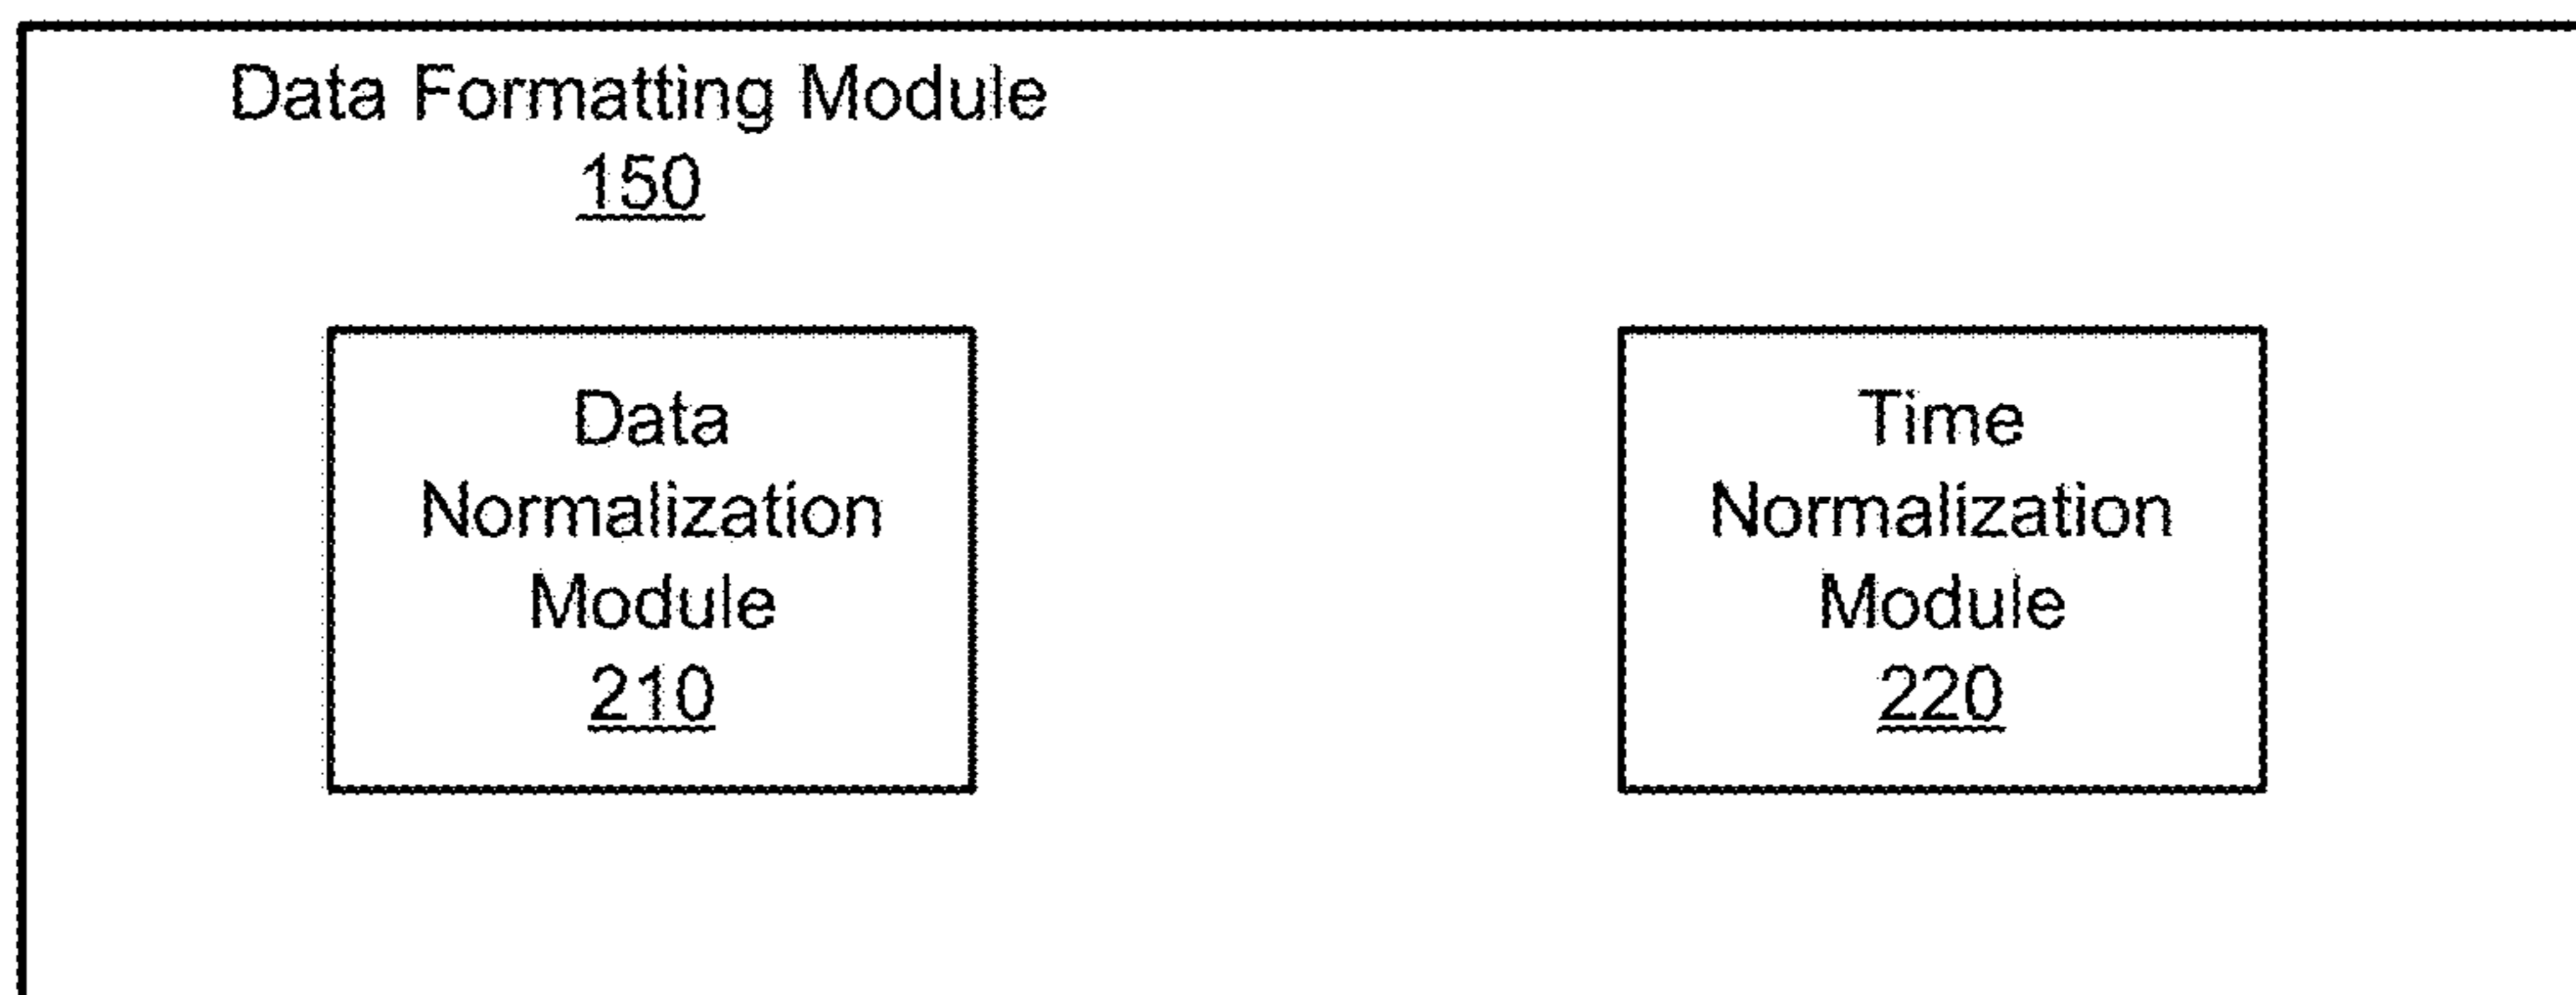 Data Formatting Module
150
Data
Normalization
Module
210
Time
Normalization
Module
220